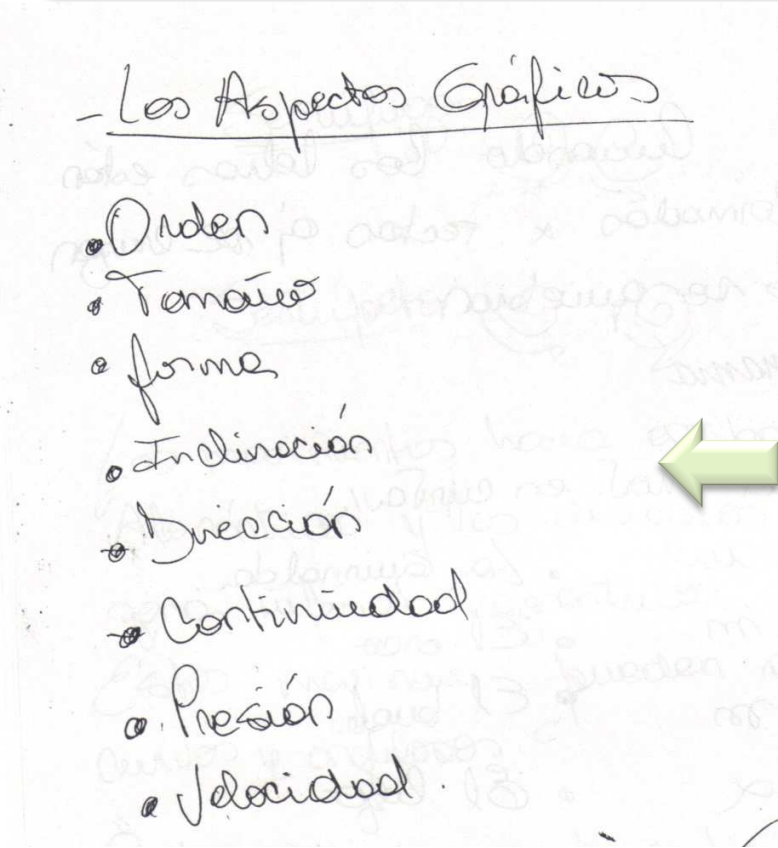 - Los Aspectos Gráficos
• Orden
• Tamaño
• forma
• Inclinación
• Dirección
• Continuidad
• Presión
• Velocidad.